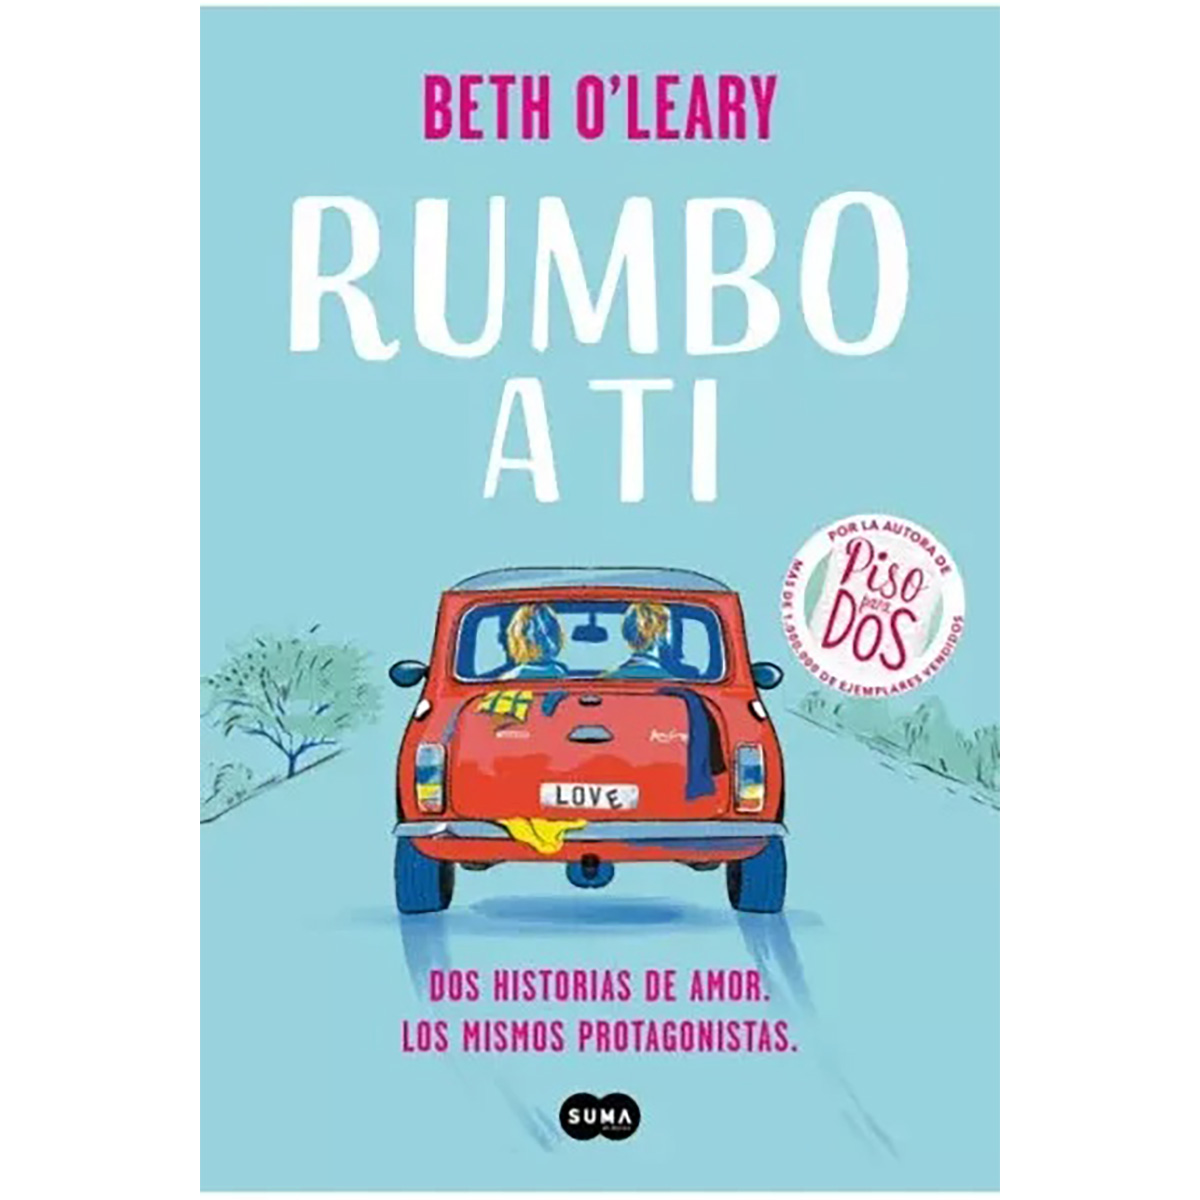 BETH O'LEARY
RUMBO
A TI
POR LA AUTORA DE
Piso
para
DOS
MÁS DE 1.000.000 DE EJEMPLARES VENDIDOS
LOVE
DOS HISTORIAS DE AMOR.
LOS MISMOS PROTAGONISTAS.
SUMA